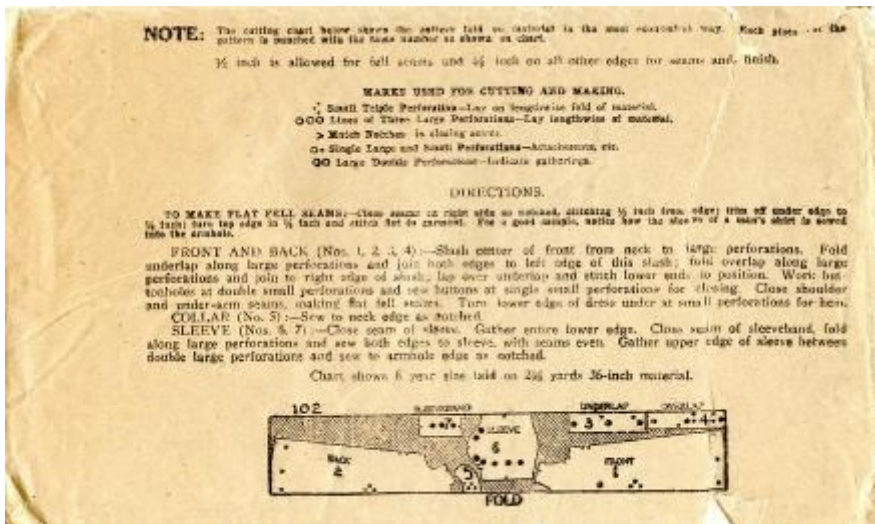 NOTE: The cutting chart below shows the pattern laid on material in the most economical way. Each piece of the
pattern is punched with the same number as shown on chart.
½ inch is allowed for fell seams and ⅜ inch on all other edges for seams and finish.
MARKS USED FOR CUTTING AND MAKING.
Small Triple Perforation—Lay on lengthwise fold of material.
OOO Lines of Three Large Perforations—Lay lengthwise of material.
> Match Notches in closing seams.
Single Large and Small Perforations—Attachments, etc.
OO Large Double Perforations—Indicate gatherings.
DIRECTIONS.
TO MAKE FLAT FELL SEAMS:—Close seams to right side as notched, stitching ½ inch from edge; trim off under edge to
inch; turn top edge in ¼ inch and stitch flat to garment. For a good sample, notice how the sleeve of a man's shirt is sewed
into the armhole.
FRONT AND BACK (Nos. 1, 2, 3, 4):—Slash center of front from neck to large perforations. Fold
underlap along large perforations and join both edges to left edge of this slash; fold overlap along large
perforations and join to right edge of slash; lap over underlap and stitch lower ends to position. Work but-
tonholes at double small perforations and sew buttons at single small perforations for closing. Close shoulder
and under-arm seams, making flat fell seams. Turn lower edge of dress under at small perforations for hem.
COLLAR (No. 5):—Sew to neck edge as notched.
SLEEVE (Nos. 6, 7) :—Close seam of sleeve. Gather entire lower edge. Close seam of sleeveband, fold
along large perforations and sew both edges to sleeve, with seams even. Gather upper edge of sleeve between
double large perforations and sew to armhole edge as notched.
Chart shows 6 year size laid on 2⅜ yards 36-inch material.
102
SLEEVEBAND
UNDERLAP
OVERLAP
SLEEVE
6
3
4
BACK
2
5
FRONT
1
FOLD